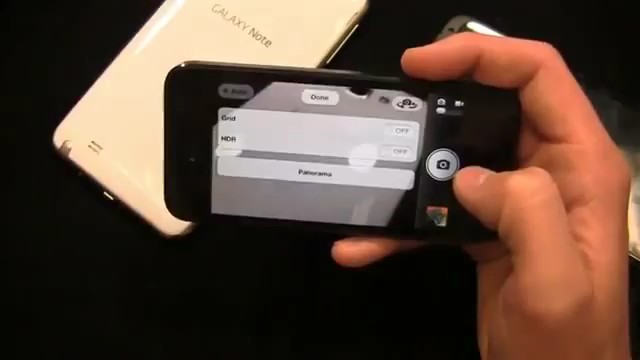 GALAXY Note
Auto
Done
Grid
OFF
HDR
OFF
Panorama